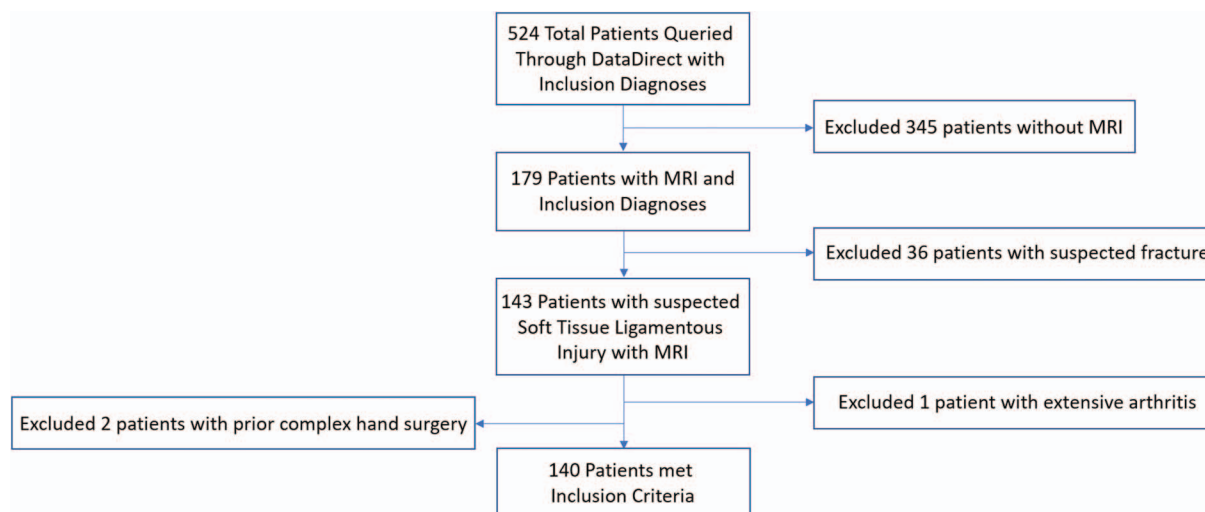 524 Total Patients Queried
Through DataDirect with
Inclusion Diagnoses
Excluded 345 patients without MRI
179 Patients with MRI and
Inclusion Diagnoses
Excluded 36 patients with suspected fracture
143 Patients with suspected
Soft Tissue Ligamentous
Injury with MRI
Excluded 1 patient with extensive arthritis
Excluded 2 patients with prior complex hand surgery
140 Patients met
Inclusion Criteria